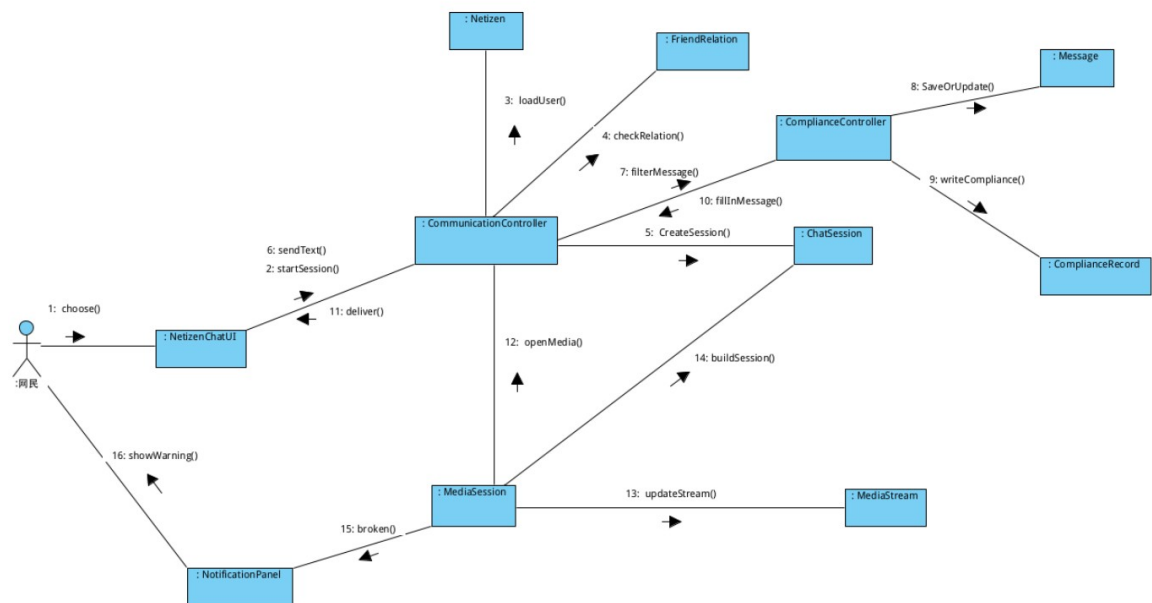 : Netizen
: FriendRelation
: Message
8: SaveOrUpdate()
3: loadUser()
: ComplianceController
4: checkRelation()
7: filterMessage()
9: writeCompliance()
10: fillInMessage()
: CommunicationController
5: CreateSession()
: ChatSession
6: sendText()
2: startSession()
: ComplianceRecord
1: choose()
11: deliver()
: NetizenChatUI
12: openMedia()
14: buildSession()
:网民
16: showWarning()
: MediaSession
13: updateStream()
: MediaStream
15: broken()
: NotificationPanel